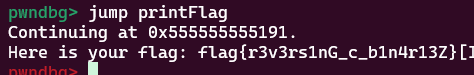 pwndbg> jump printFlag
Continuing at 0x555555555191.
Here is your flag: flag{r3v3rs1nG_c_b1n4r13Z}[I
pwndbg>